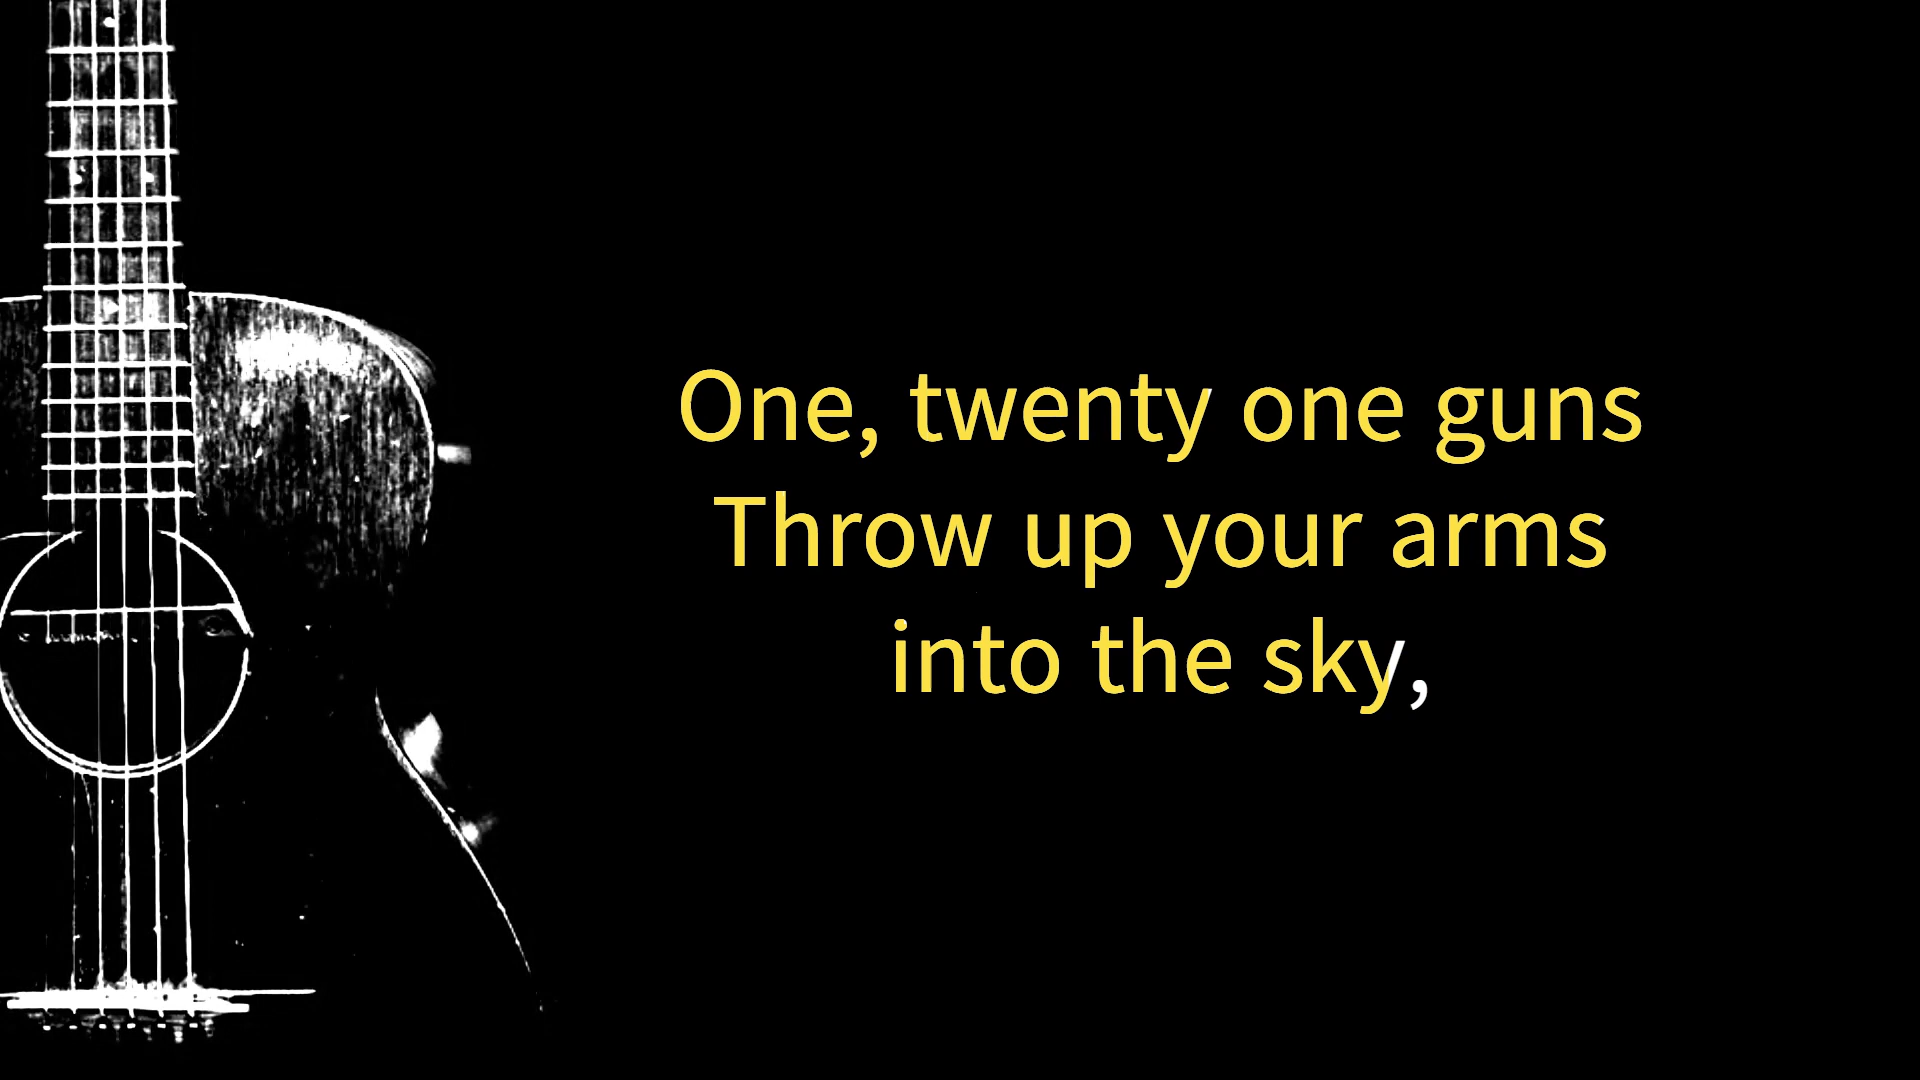 One, twenty one guns
Throw up your arms
into the sky,